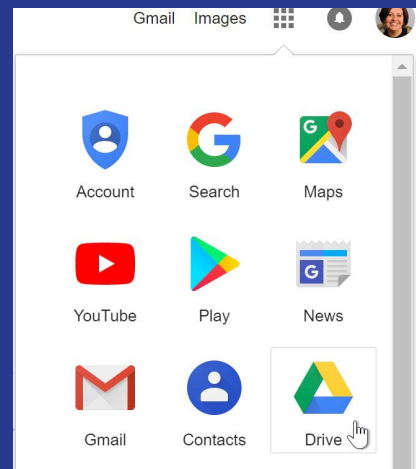 Gmail Images
Account Search Maps
YouTube Play News
Gmail Contacts Drive